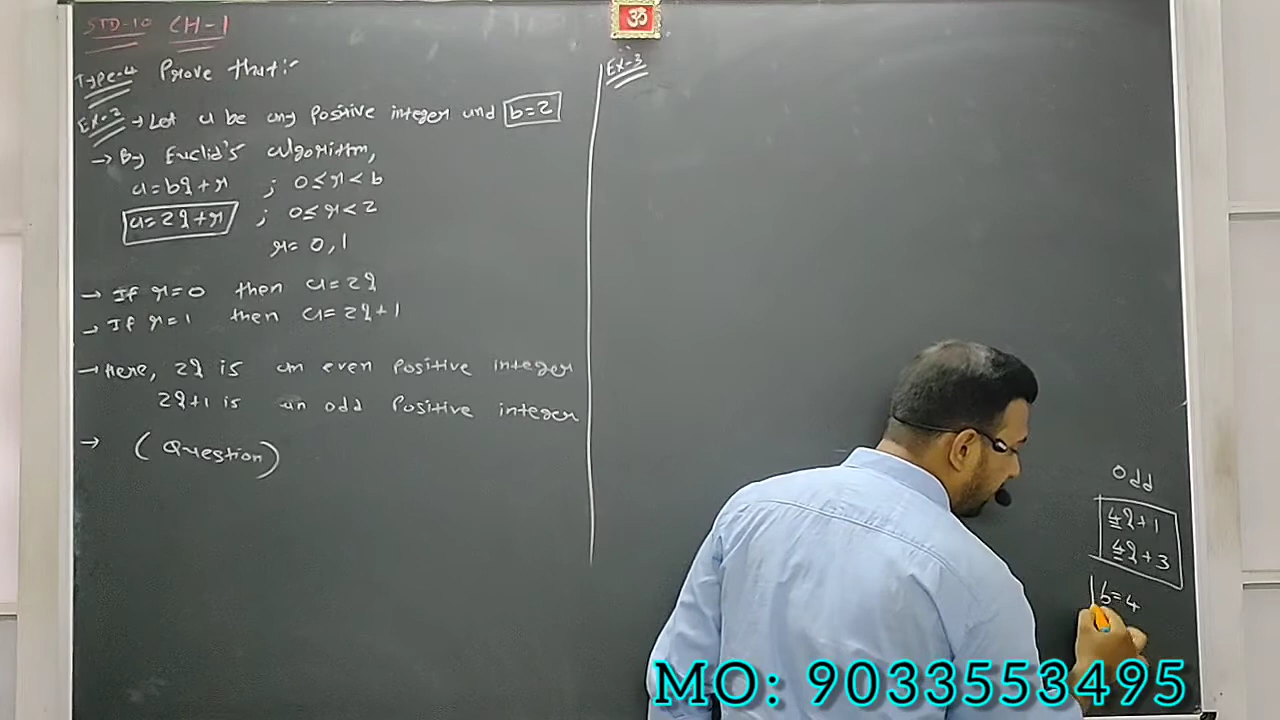 STD-10 CH-1
Type-4 Prove that:-
Ex-2 → Let a be any positive integer and b=2
→ By Euclid's algorithm,
a=bq+r ; 0≤r<b
a=2q+r ; 0≤r<2
r= 0,1
→ If r=0 then a=2q
→ If r=1 then a=2q+1
→ Here, 2q is an even positive integer
2q+1 is an odd positive integer
→ (Question)
ॐ
Ex-3
Odd
4q+1
4q+3
b=4
MO: 9033553495